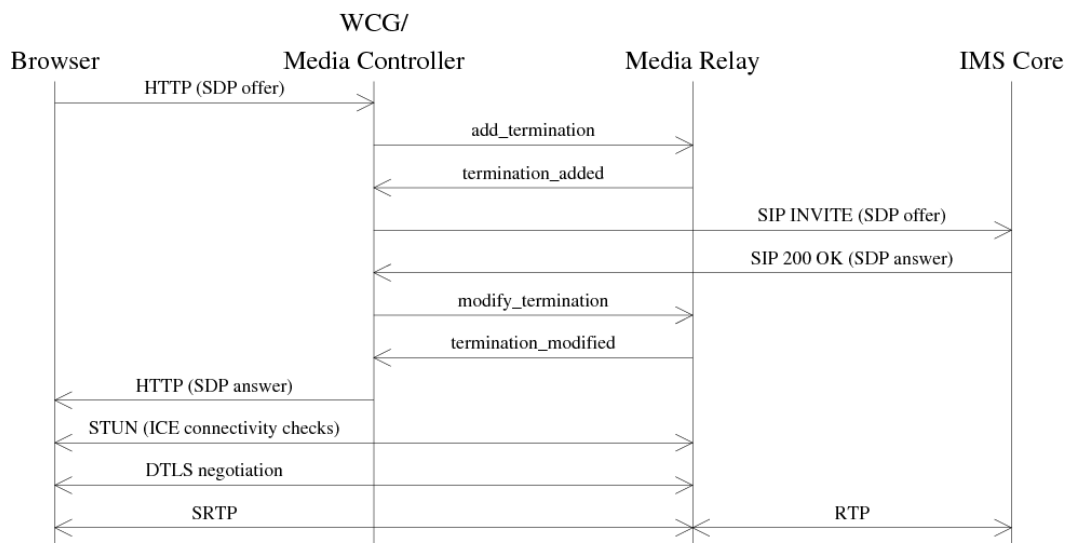 WCG/
Browser Media Controller Media Relay IMS Core
HTTP (SDP offer)
add_termination
termination_added
SIP INVITE (SDP offer)
SIP 200 OK (SDP answer)
modify_termination
termination_modified
HTTP (SDP answer)
STUN (ICE connectivity checks)
DTLS negotiation
SRTP RTP